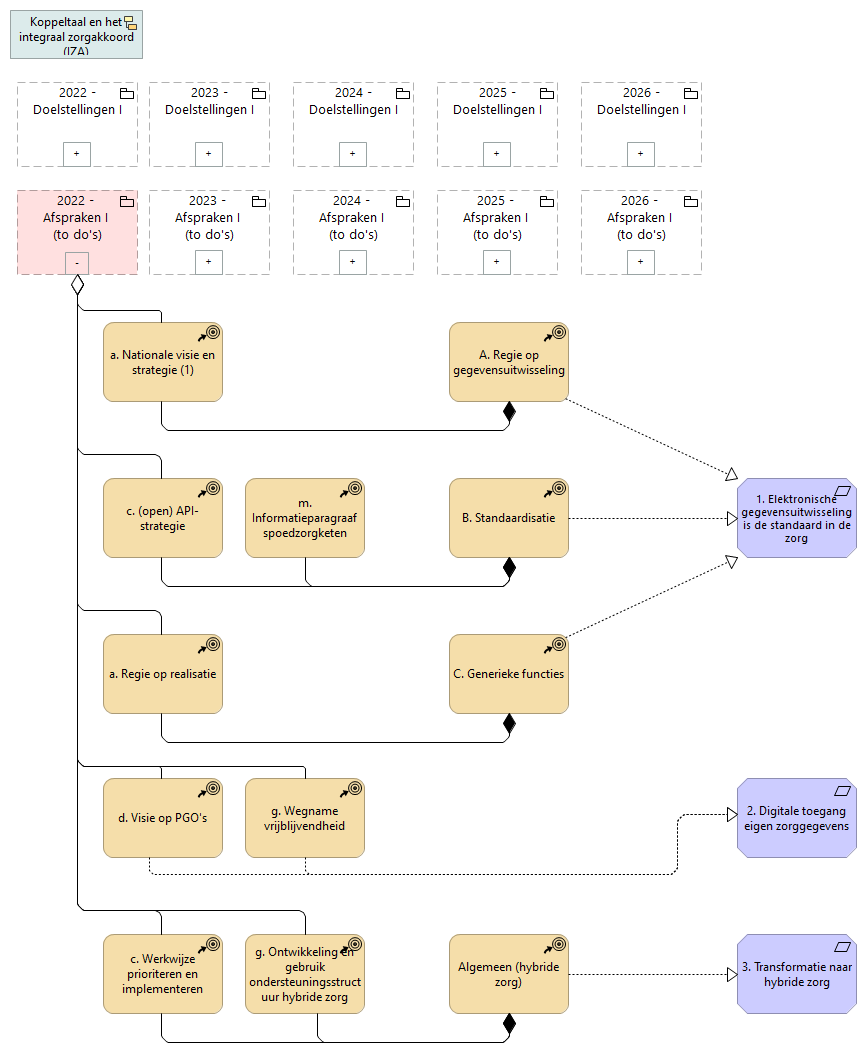 Koppeltaal en het
integraal zorgakkoord
(IZA)
2022 -
Doelstellingen I
+
2023 -
Doelstellingen I
+
2024 -
Doelstellingen I
+
2025 -
Doelstellingen I
+
2026 -
Doelstellingen I
+
2022 -
Afspraken I
(to do's)
-
2023 -
Afspraken I
(to do's)
+
2024 -
Afspraken I
(to do's)
+
2025 -
Afspraken I
(to do's)
+
2026 -
Afspraken I
(to do's)
+
a. Nationale visie en
strategie (1)
A. Regie op
gegevensuitwisseling
c. (open) API-
strategie
m.
Informatieparagraaf
spoedzorgketen
B. Standaardisatie
1. Elektronische
gegevensuitwisseling
is de standaard in de
zorg
a. Regie op realisatie
C. Generieke functies
d. Visie op PGO's
g. Wegname
vrijblijvendheid
2. Digitale toegang
eigen zorggegevens
c. Werkwijze
prioriteren en
implementeren
g. Ontwikkeling en
gebruik
ondersteuningsstruct
uur hybride zorg
Algemeen (hybride
zorg)
3. Transformatie naar
hybride zorg